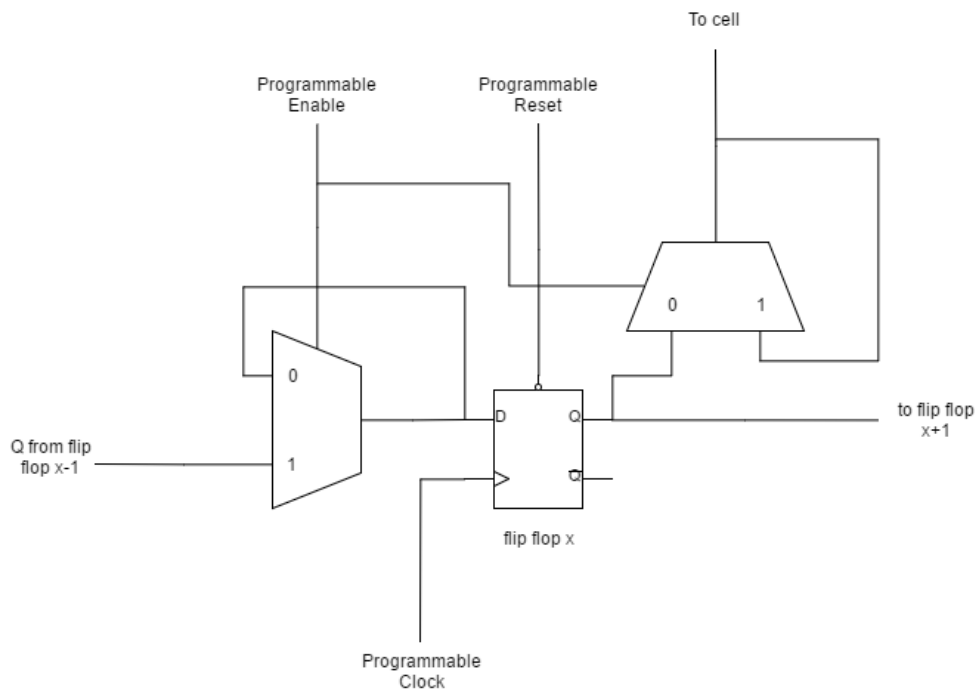 To cell
Programmable
Enable
Programmable
Reset
0
1
0
D
Q
to flip flop
x+1
Q from flip
flop x-1
1
Q
flip flop x
Programmable
Clock